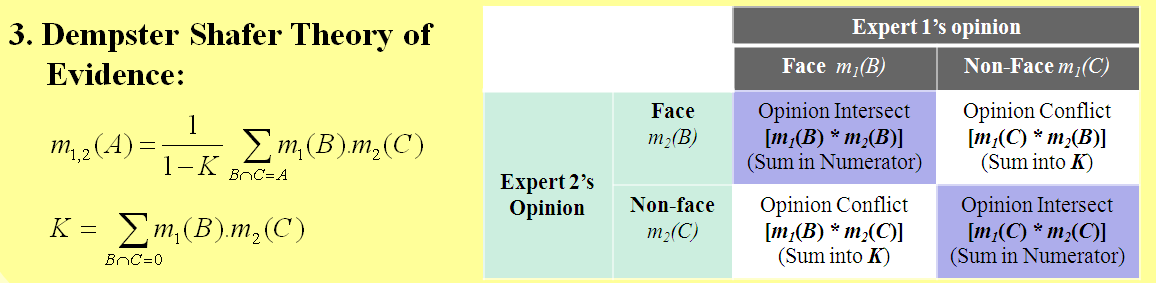 3. Dempster Shafer Theory of
Evidence:
m₁,₂(A) = 1/(1−K) ∑_{B∩C=A} m₁(B).m₂(C)
K = ∑_{B∩C=0} m₁(B).m₂(C)
Expert 1’s opinion
Face m₁(B)
Non-Face m₁(C)
Expert 2’s
Opinion
Face
m₂(B)
Opinion Intersect
[m₁(B) * m₂(B)]
(Sum in Numerator)
Opinion Conflict
[m₁(C) * m₂(B)]
(Sum into K)
Non-face
m₂(C)
Opinion Conflict
[m₁(B) * m₂(C)]
(Sum into K)
Opinion Intersect
[m₁(C) * m₂(C)]
(Sum in Numerator)